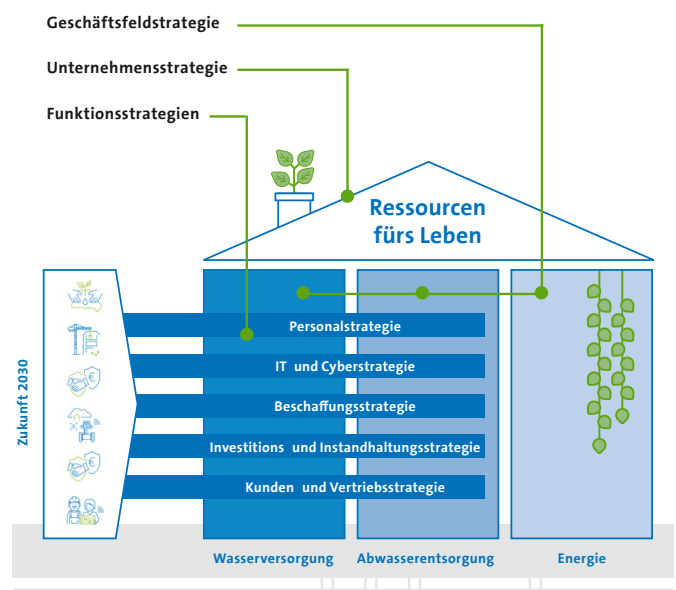 Geschäftsfeldstrategie
Unternehmensstrategie
Funktionsstrategien
Ressourcen
fürs Leben
Zukunft 2030
Personalstrategie
IT und Cyberstrategie
Beschaffungsstrategie
Investitions und Instandhaltungsstrategie
Kunden und Vertriebsstrategie
Wasserversorgung
Abwasserentsorgung
Energie